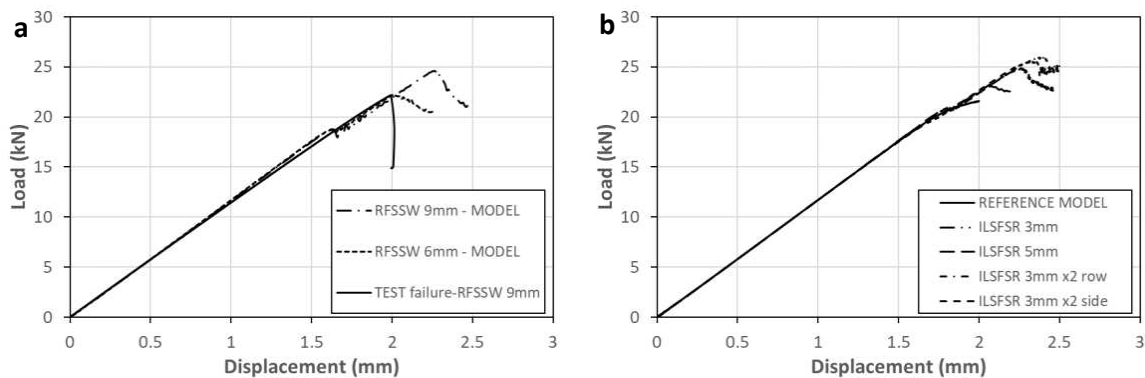 a
30
25
20
15
10
5
0
Load (kN)
0
0.5
1
1.5
2
2.5
3
Displacement (mm)
RFSSW 9mm - MODEL
RFSSW 6mm - MODEL
TEST failure-RFSSW 9mm
b
30
25
20
15
10
5
0
Load (kN)
0
0.5
1
1.5
2
2.5
3
Displacement (mm)
REFERENCE MODEL
ILSFSR 3mm
ILSFSR 5mm
ILSFSR 3mm x2 row
ILSFSR 3mm x2 side